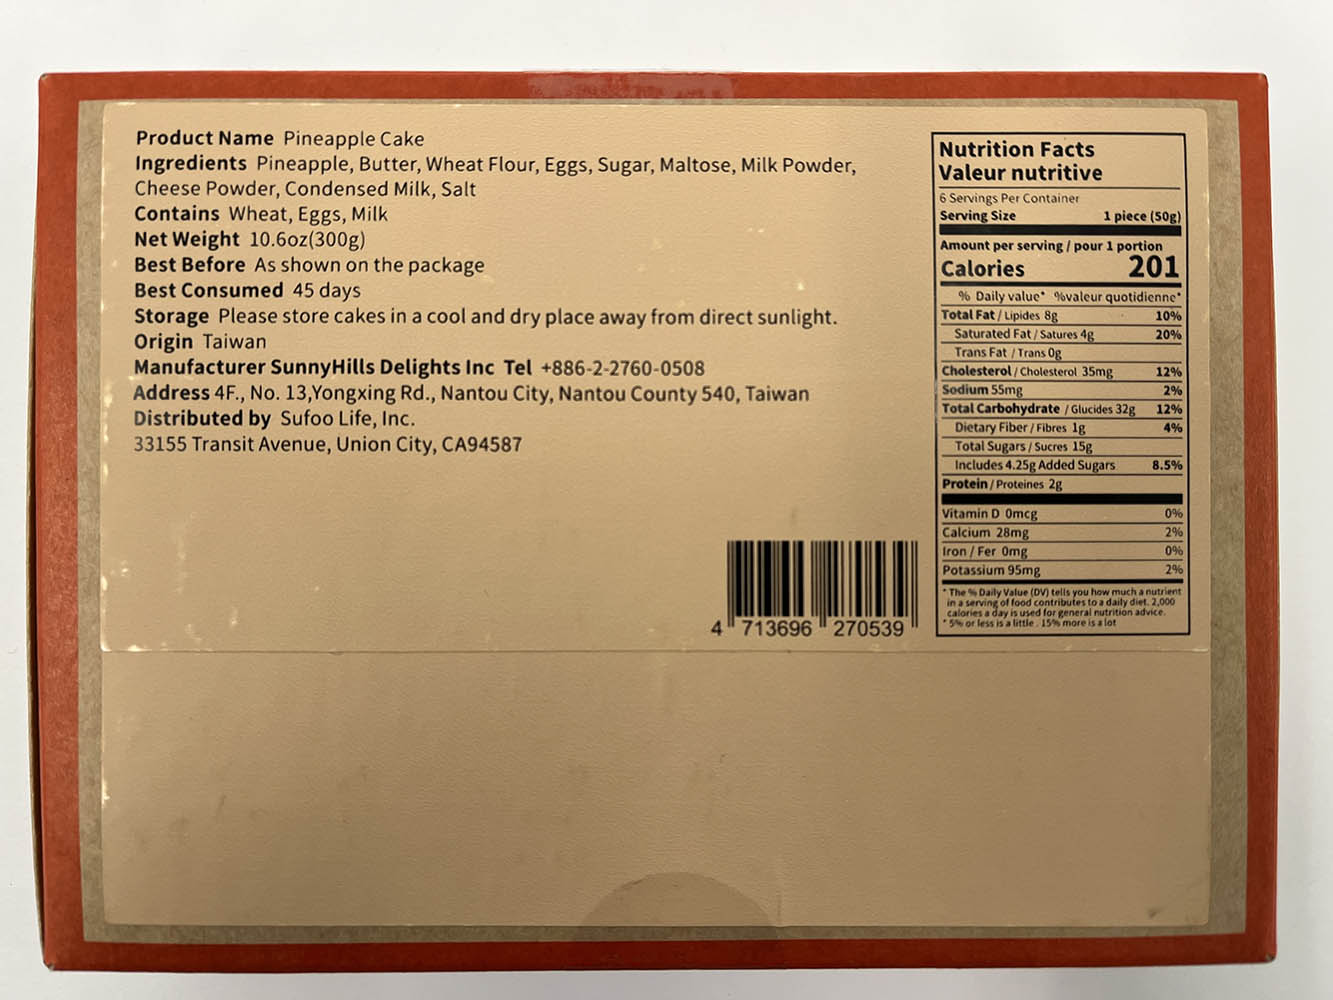 Product Name Pineapple Cake
Ingredients Pineapple, Butter, Wheat Flour, Eggs, Sugar, Maltose, Milk Powder,
Cheese Powder, Condensed Milk, Salt
Contains Wheat, Eggs, Milk
Net Weight 10.6oz(300g)
Best Before As shown on the package
Best Consumed 45 days
Storage Please store cakes in a cool and dry place away from direct sunlight.
Origin Taiwan
Manufacturer SunnyHills Delights Inc Tel +886-2-2760-0508
Address 4F., No. 13,Yongxing Rd., Nantou City, Nantou County 540, Taiwan
Distributed by Sufoo Life, Inc.
33155 Transit Avenue, Union City, CA94587
4 713696 270539
Nutrition Facts
Valeur nutritive
6 Servings Per Container
Serving Size 1 piece (50g)
Amount per serving / pour 1 portion
Calories 201
% Daily value* %valeur quotidienne*
Total Fat / Lipides 8g 10%
Saturated Fat / Satures 4g 20%
Trans Fat / Trans 0g
Cholesterol / Cholesterol 35mg 12%
Sodium 55mg 2%
Total Carbohydrate / Glucides 32g 12%
Dietary Fiber / Fibres 1g 4%
Total Sugars / Sucres 15g
Includes 4.25g Added Sugars 8.5%
Protein / Proteines 2g
Vitamin D 0mcg 0%
Calcium 28mg 2%
Iron / Fer 0mg 0%
Potassium 95mg 2%
* The % Daily Value (DV) tells you how much a nutrient
in a serving of food contributes to a daily diet. 2,000
calories a day is used for general nutrition advice.
* 5% or less is a little . 15% more is a lot